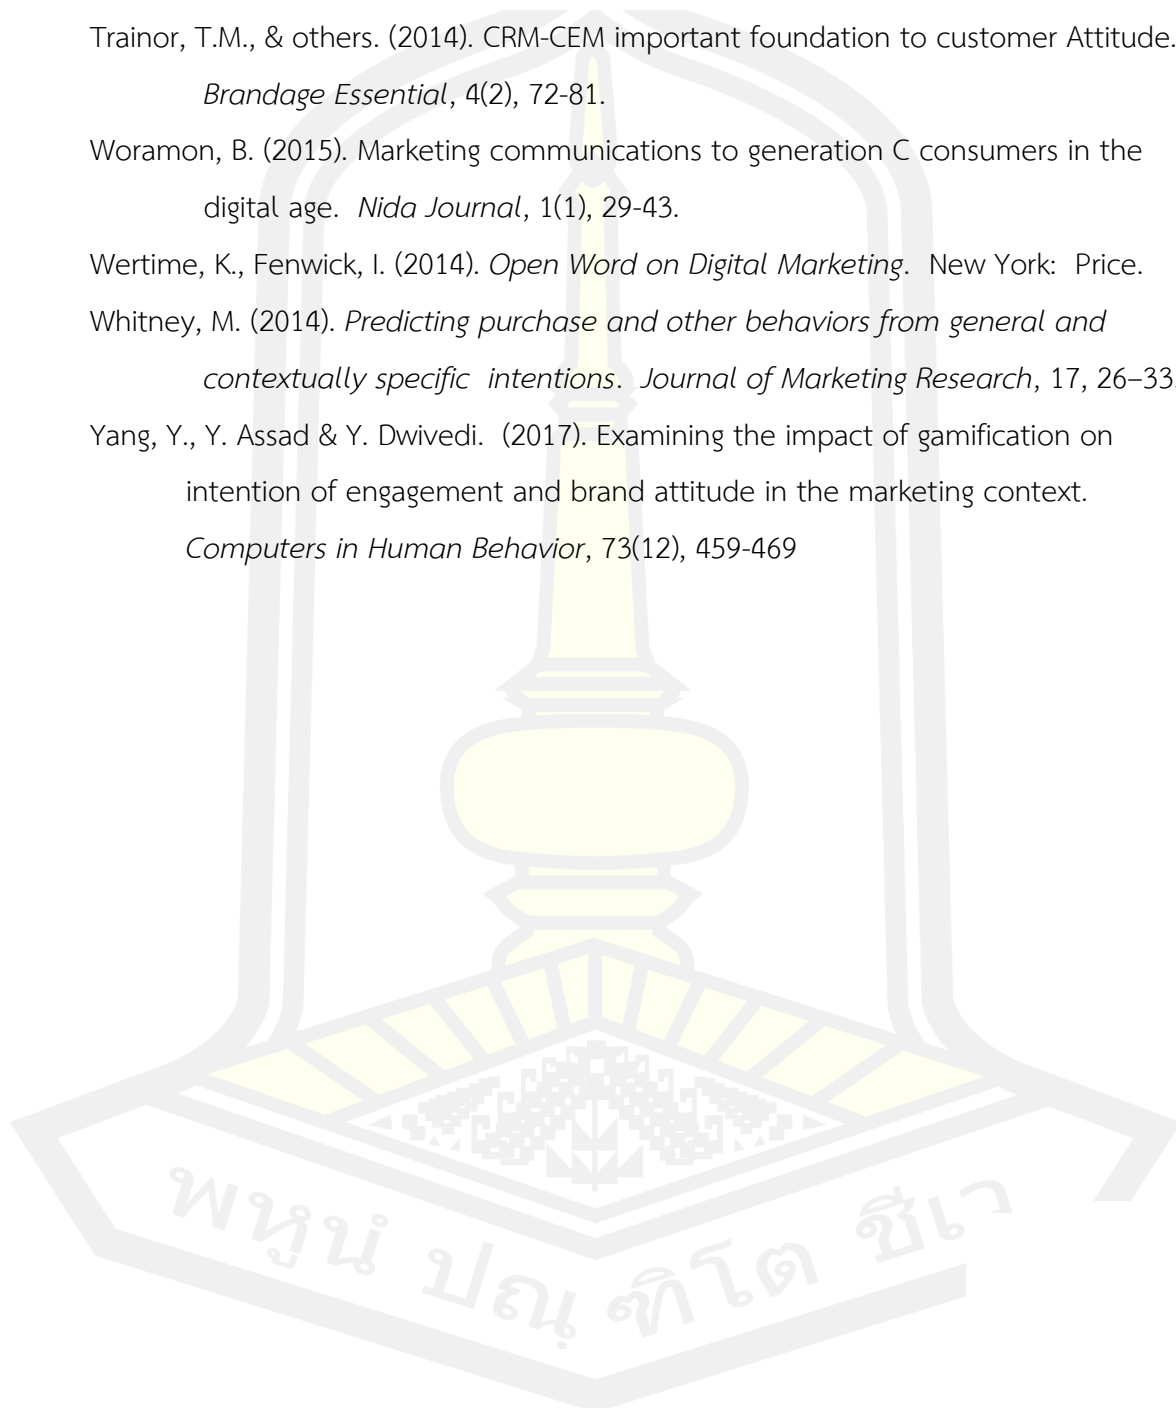 Trainor, T.M., & others. (2014). CRM-CEM important foundation to customer Attitude.
Brandage Essential, 4(2), 72-81.
Woramon, B. (2015). Marketing communications to generation C consumers in the
digital age. Nida Journal, 1(1), 29-43.
Wertime, K., Fenwick, I. (2014). Open Word on Digital Marketing. New York: Price.
Whitney, M. (2014). Predicting purchase and other behaviors from general and
contextually specific intentions. Journal of Marketing Research, 17, 26–33.
Yang, Y., Y. Assad & Y. Dwivedi. (2017). Examining the impact of gamification on
intention of engagement and brand attitude in the marketing context.
Computers in Human Behavior, 73(12), 459-469
พหูนํ ปณฺฑิโต ชีเว